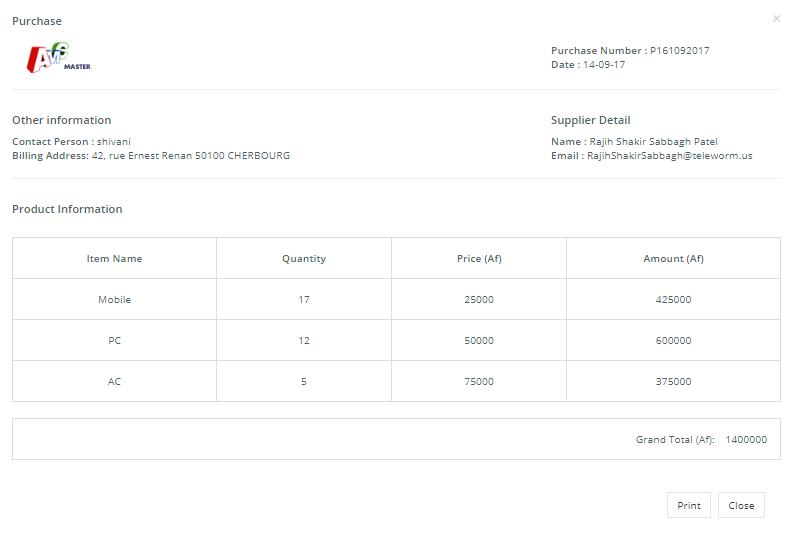 Purchase
×
AMC
MASTER
Purchase Number : P161092017
Date : 14-09-17
Other information
Contact Person : shivani
Billing Address: 42, rue Ernest Renan 50100 CHERBOURG
Supplier Detail
Name : Rajih Shakir Sabbagh Patel
Email : RajihShakirSabbagh@teleworm.us
Product Information
Item Name Quantity Price (Af) Amount (Af)
Mobile 17 25000 425000
PC 12 50000 600000
AC 5 75000 375000
Grand Total (Af): 1400000
Print Close